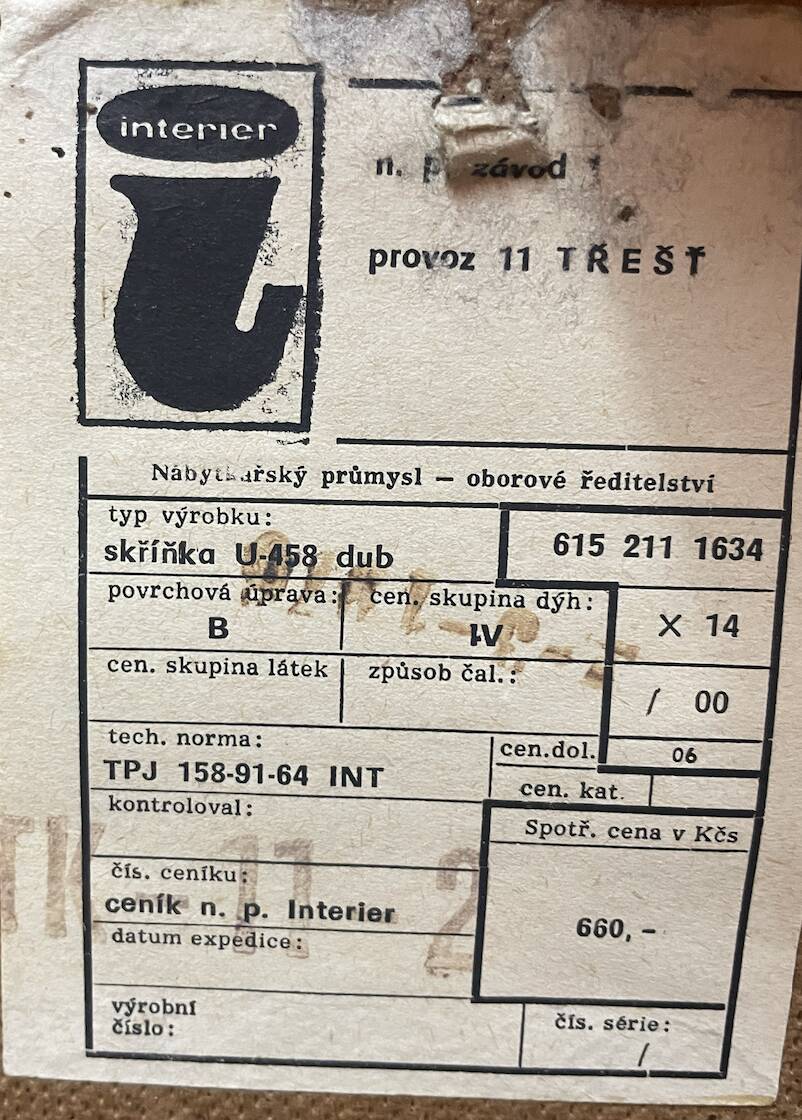 interier
n. p. závod
provoz 11 TŘEŠŤ
Nábytkářský průmysl — oborové ředitelství
typ výrobku:
skříňka U-458 dub
615 211 1634
povrchová úprava:
B
cen. skupina dýh:
IV
X 14
cen. skupina látek
způsob čal.:
/ 00
tech. norma:
TPJ 158-91-64 INT
cen.dol.
06
cen. kat.
kontroloval:
Spotř. cena v Kčs
660,-
čís. ceníku:
ceník n. p. Interier
datum expedice:
výrobní
číslo:
čís. série:
/
TK-11 2